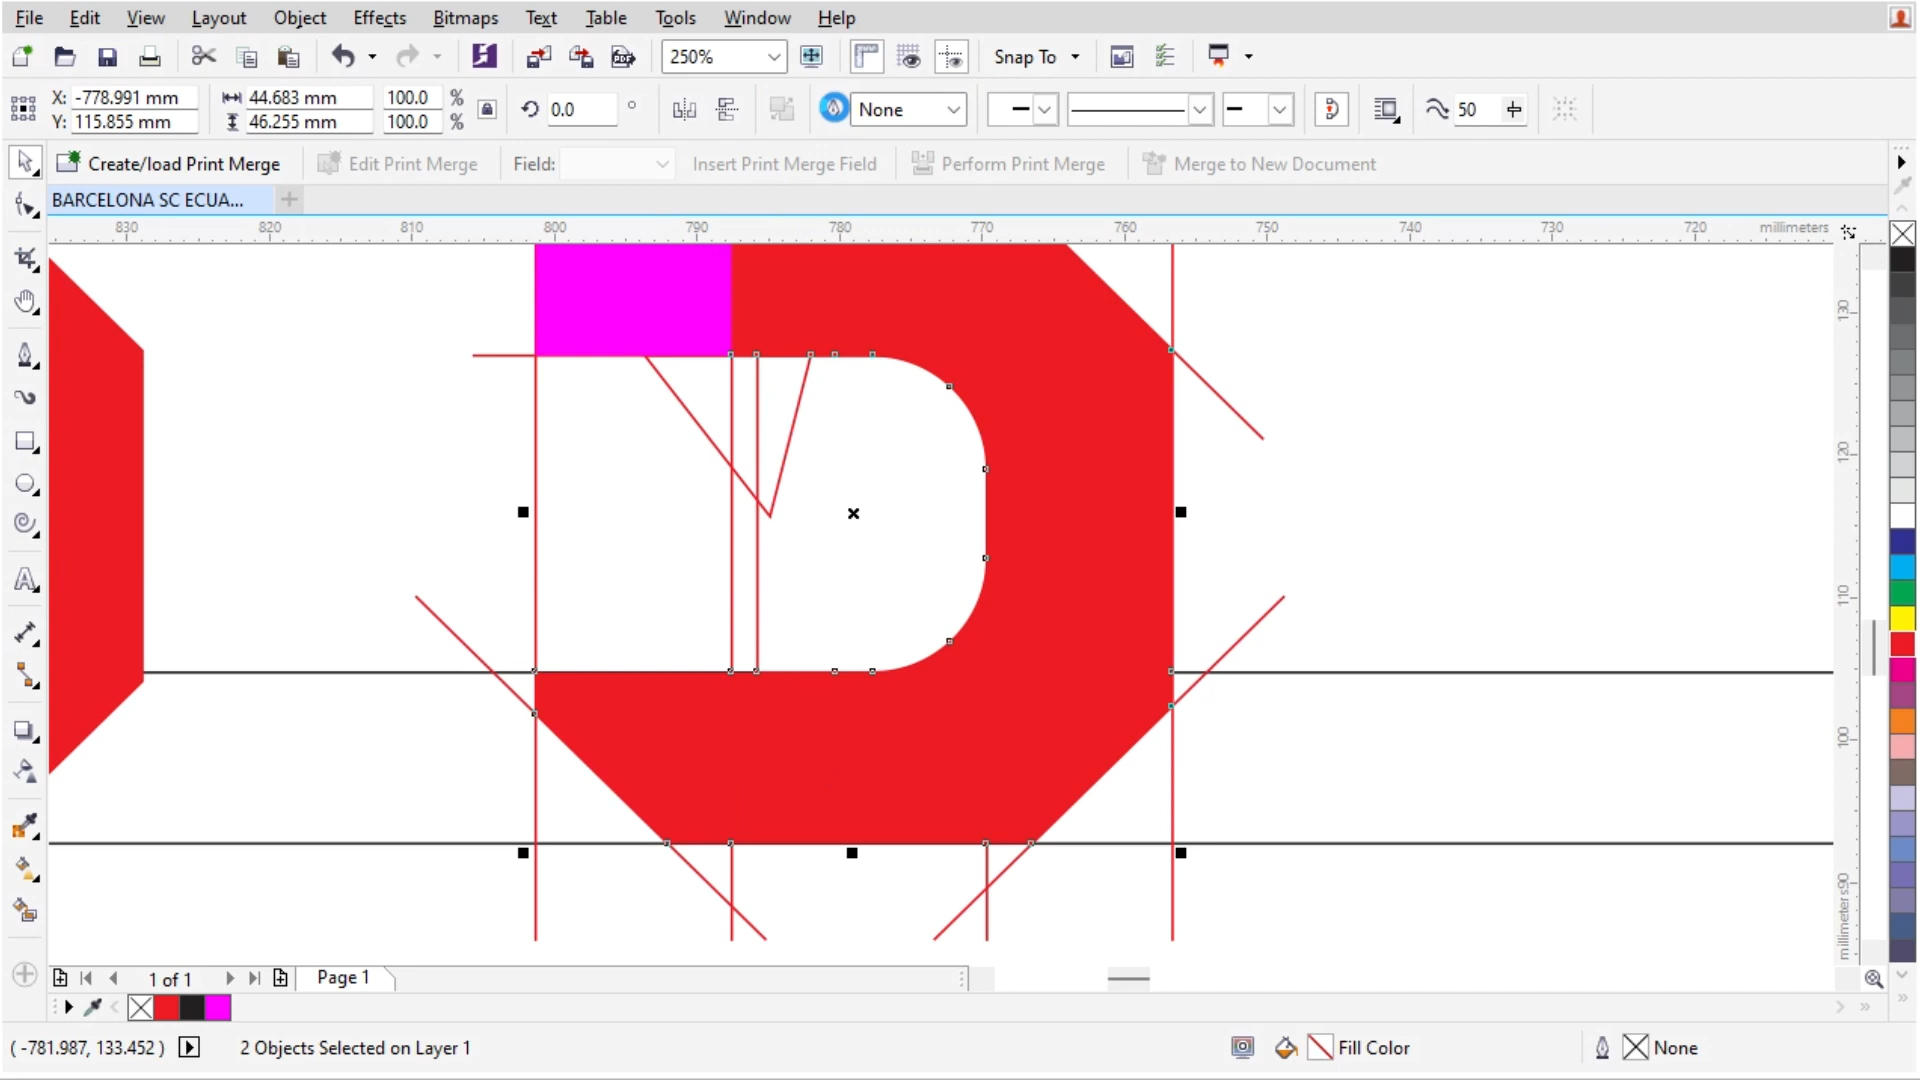 File Edit View Layout Object Effects Bitmaps Text Table Tools Window Help
250% Snap To
X: -778.991 mm 44.683 mm 100.0 % 0.0 ° None 50
Y: 115.855 mm 46.255 mm 100.0 %
Create/load Print Merge Edit Print Merge Field: Insert Print Merge Field Perform Print Merge Merge to New Document
BARCELONA SC ECUA...
830 820 810 800 790 780 770 760 750 740 730 720 millimeters
130
120
110
100
90
millimeters
1 of 1 Page 1
( -781.987, 133.452 ) 2 Objects Selected on Layer 1 Fill Color None